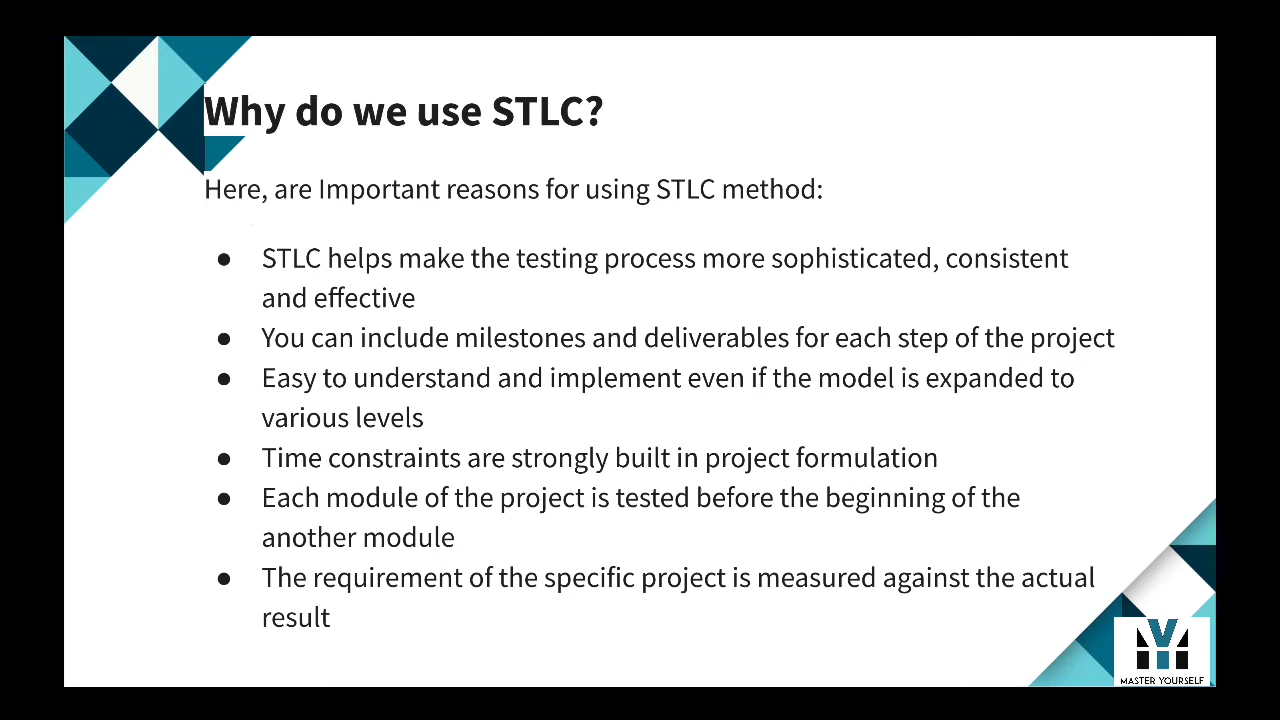 Why do we use STLC?
Here, are Important reasons for using STLC method:
● STLC helps make the testing process more sophisticated, consistent
and effective
● You can include milestones and deliverables for each step of the project
● Easy to understand and implement even if the model is expanded to
various levels
● Time constraints are strongly built in project formulation
● Each module of the project is tested before the beginning of the
another module
● The requirement of the specific project is measured against the actual
result
MASTER YOURSELF